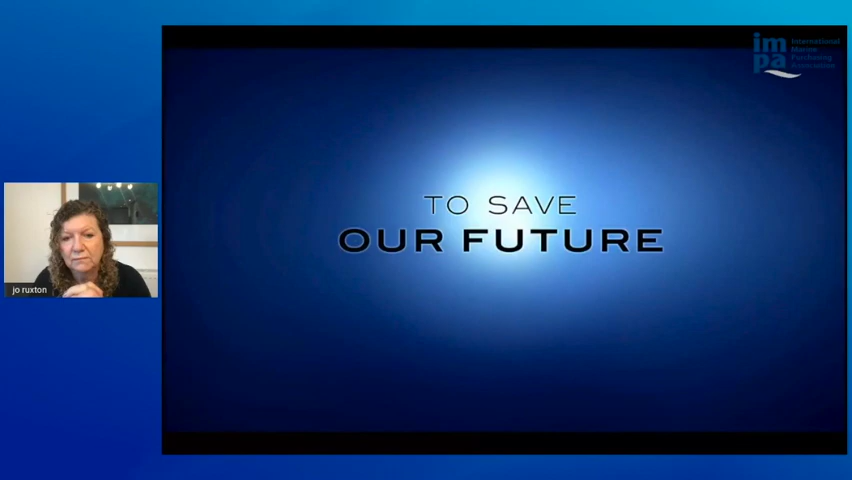 impa
International
Marine
Purchasing
Association
TO SAVE
OUR FUTURE
jo ruxton